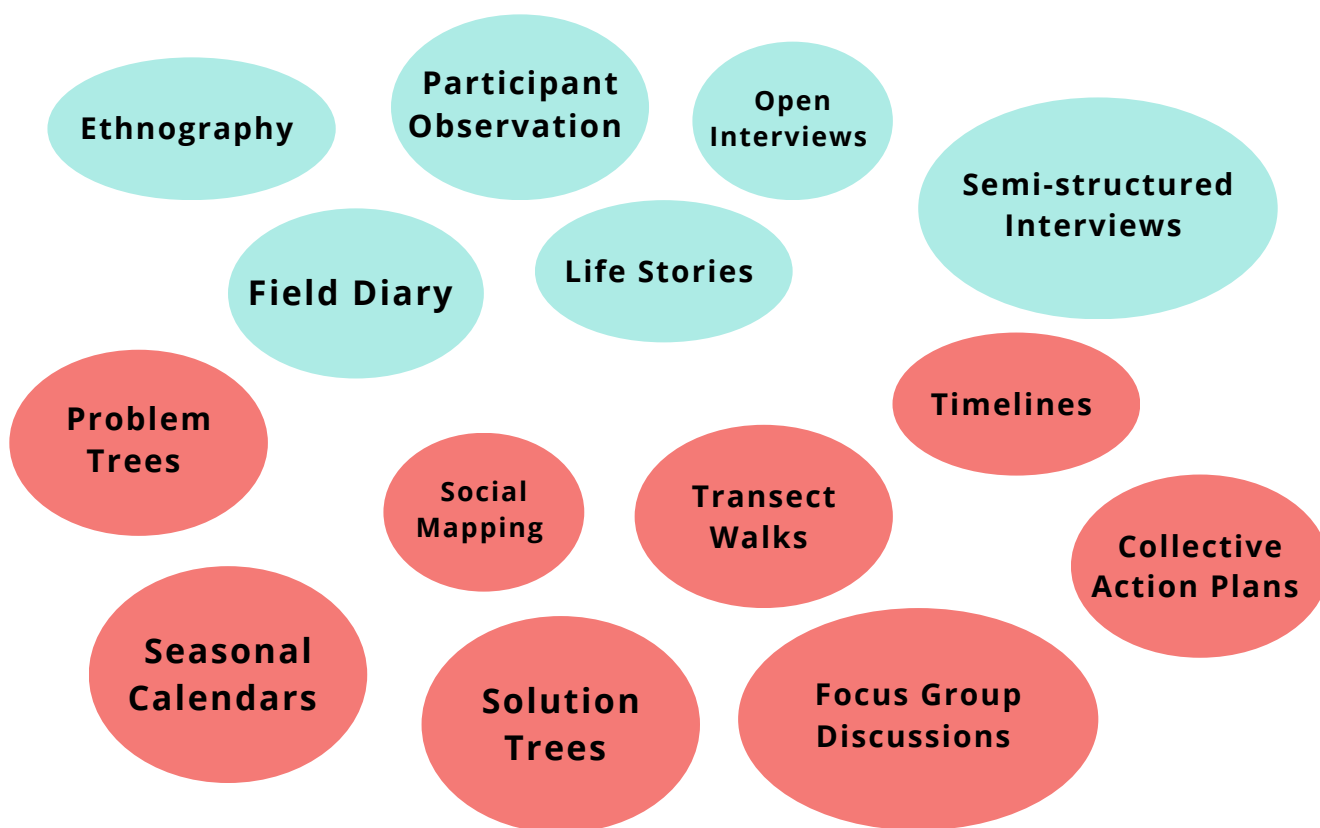 Ethnography
Participant
Observation
Open
Interviews
Semi-structured
Interviews
Field Diary
Life Stories
Problem
Trees
Social
Mapping
Transect
Walks
Timelines
Collective
Action Plans
Seasonal
Calendars
Solution
Trees
Focus Group
Discussions